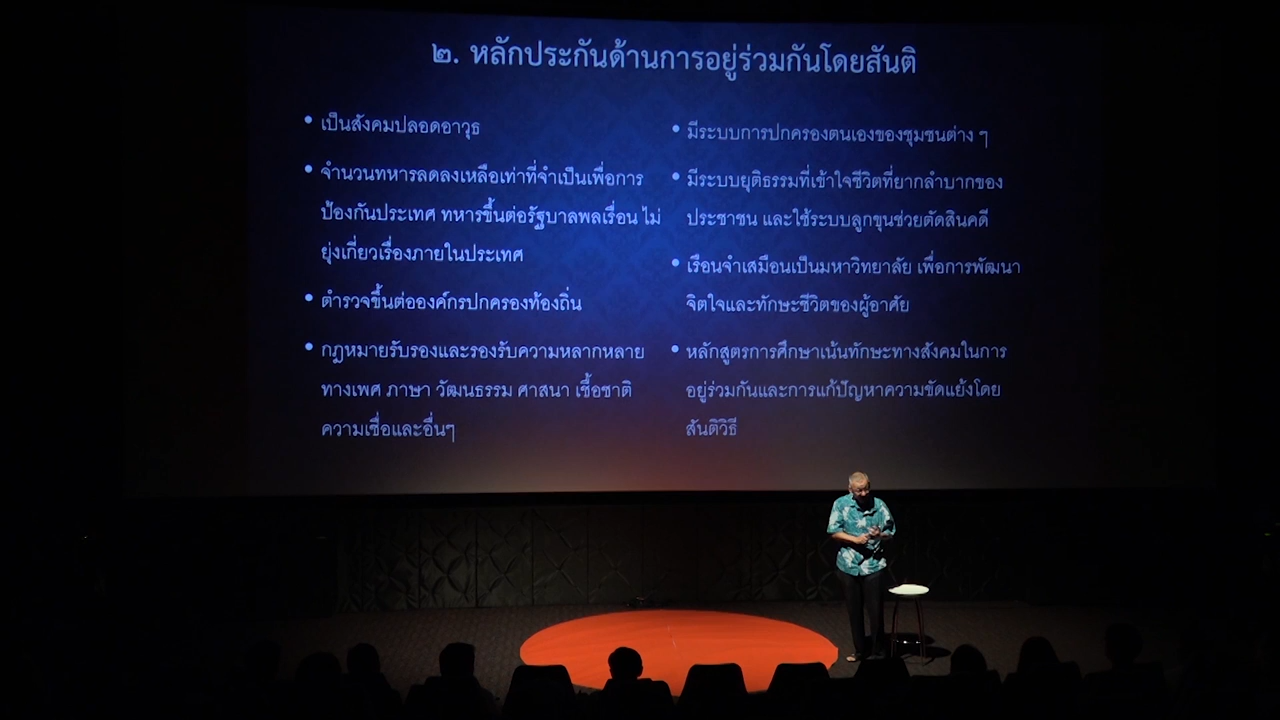 ๒. หลักประกันด้านการอยู่ร่วมกันโดยสันติ
• เป็นสังคมปลอดอาวุธ
• จำนวนทหารลดลงเหลือเท่าที่จำเป็นเพื่อการ
ป้องกันประเทศ ทหารขึ้นต่อรัฐบาลพลเรือน ไม่
ยุ่งเกี่ยวเรื่องภายในประเทศ
• ตำรวจขึ้นต่อองค์กรปกครองท้องถิ่น
• กฎหมายรับรองและรองรับความหลากหลาย
ทางเพศ ภาษา วัฒนธรรม ศาสนา เชื้อชาติ
ความเชื่อและอื่นๆ
• มีระบบการปกครองตนเองของชุมชนต่าง ๆ
• มีระบบยุติธรรมที่เข้าใจชีวิตที่ยากลำบากของ
ประชาชน และใช้ระบบลูกขุนช่วยตัดสินคดี
• เรือนจำเสมือนเป็นมหาวิทยาลัย เพื่อการพัฒนา
จิตใจและทักษะชีวิตของผู้อาศัย
• หลักสูตรการศึกษาเน้นทักษะทางสังคมในการ
อยู่ร่วมกันและการแก้ปัญหาความขัดแย้งโดย
สันติวิธี